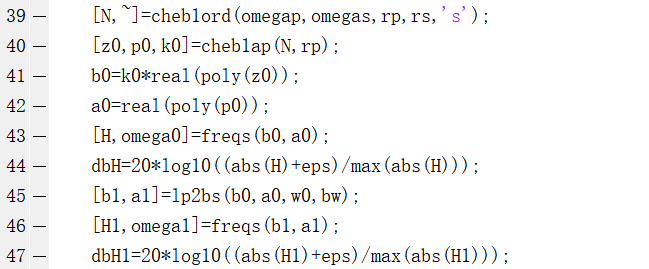 39 — [N,~]=cheb1ord(omegap,omegas,rp,rs,'s');
40 — [z0,p0,k0]=cheb1ap(N,rp);
41 — b0=k0*real(poly(z0));
42 — a0=real(poly(p0));
43 — [H,omega0]=freqs(b0,a0);
44 — dbH=20*log10((abs(H)+eps)/max(abs(H)));
45 — [b1,a1]=lp2bs(b0,a0,w0,bw);
46 — [H1,omega1]=freqs(b1,a1);
47 — dbH1=20*log10((abs(H1)+eps)/max(abs(H1)));